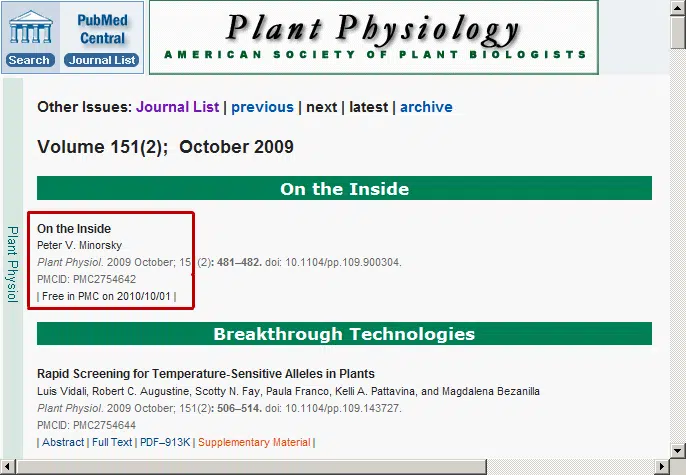 PubMed
Central
Search
Journal List
Plant Physiology
AMERICAN SOCIETY OF PLANT BIOLOGISTS
Other Issues: Journal List | previous | next | latest | archive
Volume 151(2); October 2009
On the Inside
Plant Physiol
On the Inside
Peter V. Minorsky
Plant Physiol. 2009 October; 15 (2): 481–482. doi: 10.1104/pp.109.900304.
PMCID: PMC2754642
| Free in PMC on 2010/10/01 |
Breakthrough Technologies
Rapid Screening for Temperature-Sensitive Alleles in Plants
Luis Vidali, Robert C. Augustine, Scotty N. Fay, Paula Franco, Kelli A. Pattavina, and Magdalena Bezanilla
Plant Physiol. 2009 October; 151(2): 506–514. doi: 10.1104/pp.109.143727.
PMCID: PMC2754644
| Abstract | Full Text | PDF–913K | Supplementary Material |